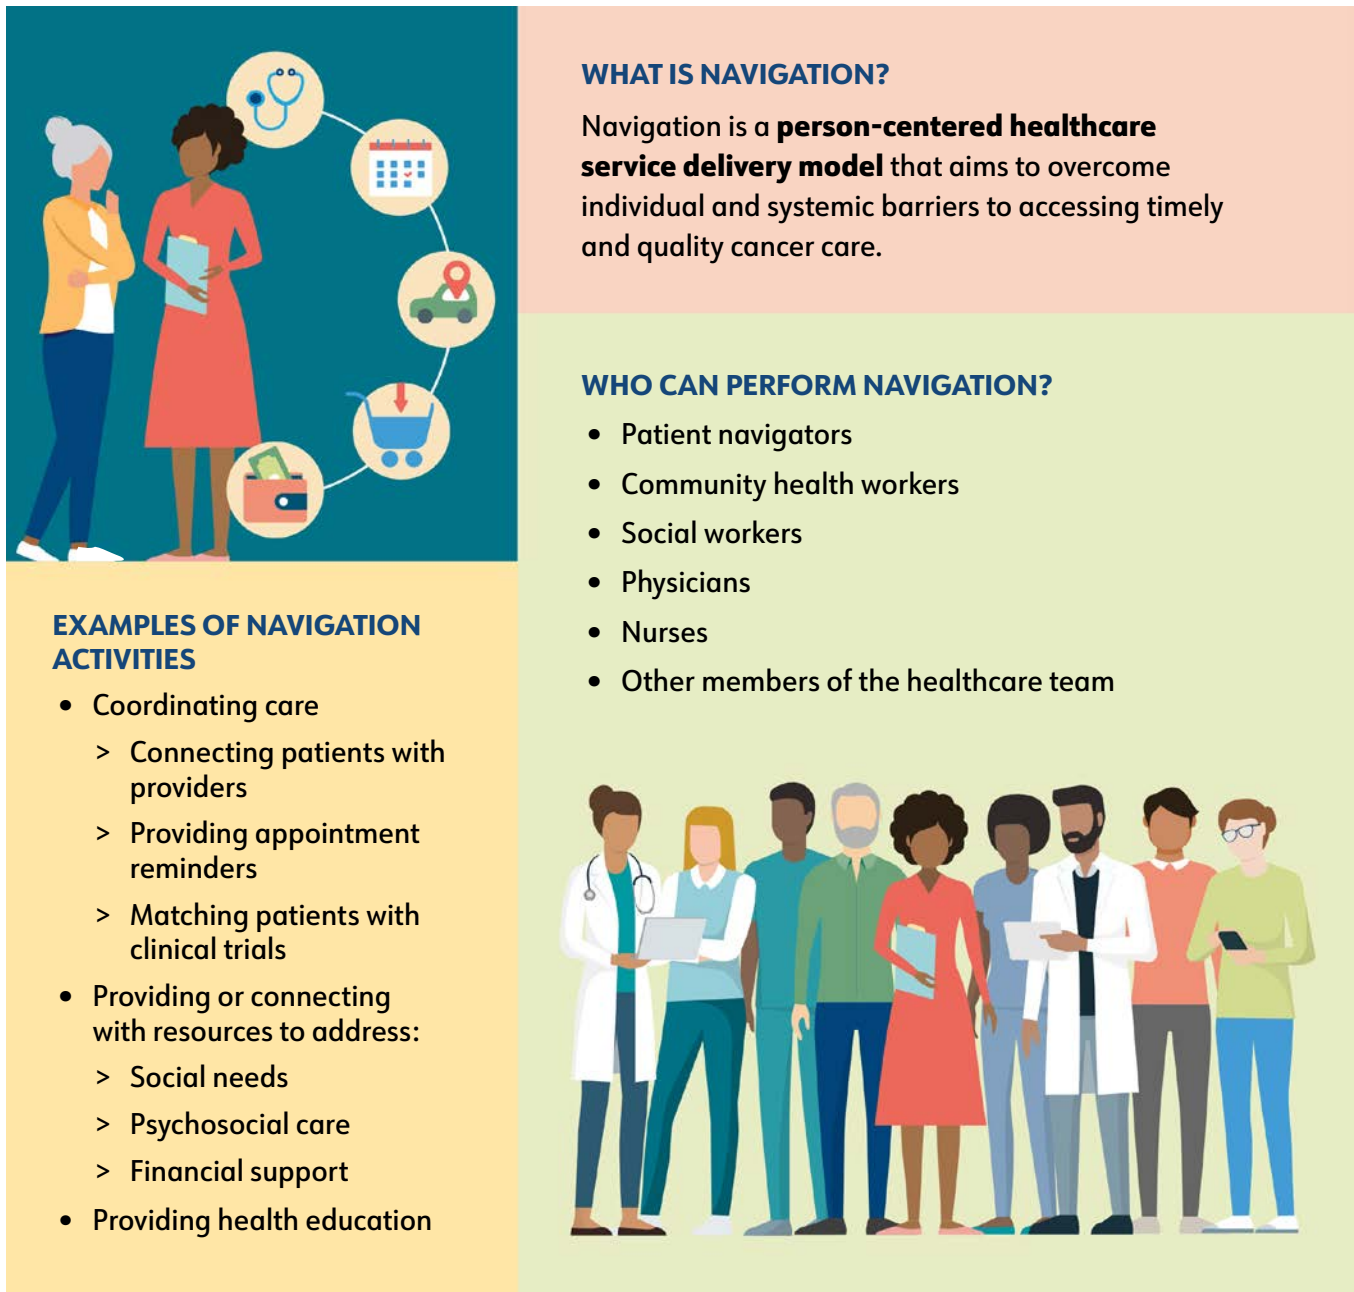 WHAT IS NAVIGATION?
Navigation is a person-centered healthcare
service delivery model that aims to overcome
individual and systemic barriers to accessing timely
and quality cancer care.
WHO CAN PERFORM NAVIGATION?
• Patient navigators
• Community health workers
• Social workers
• Physicians
• Nurses
• Other members of the healthcare team
EXAMPLES OF NAVIGATION
ACTIVITIES
• Coordinating care
> Connecting patients with
providers
> Providing appointment
reminders
> Matching patients with
clinical trials
• Providing or connecting
with resources to address:
> Social needs
> Psychosocial care
> Financial support
• Providing health education